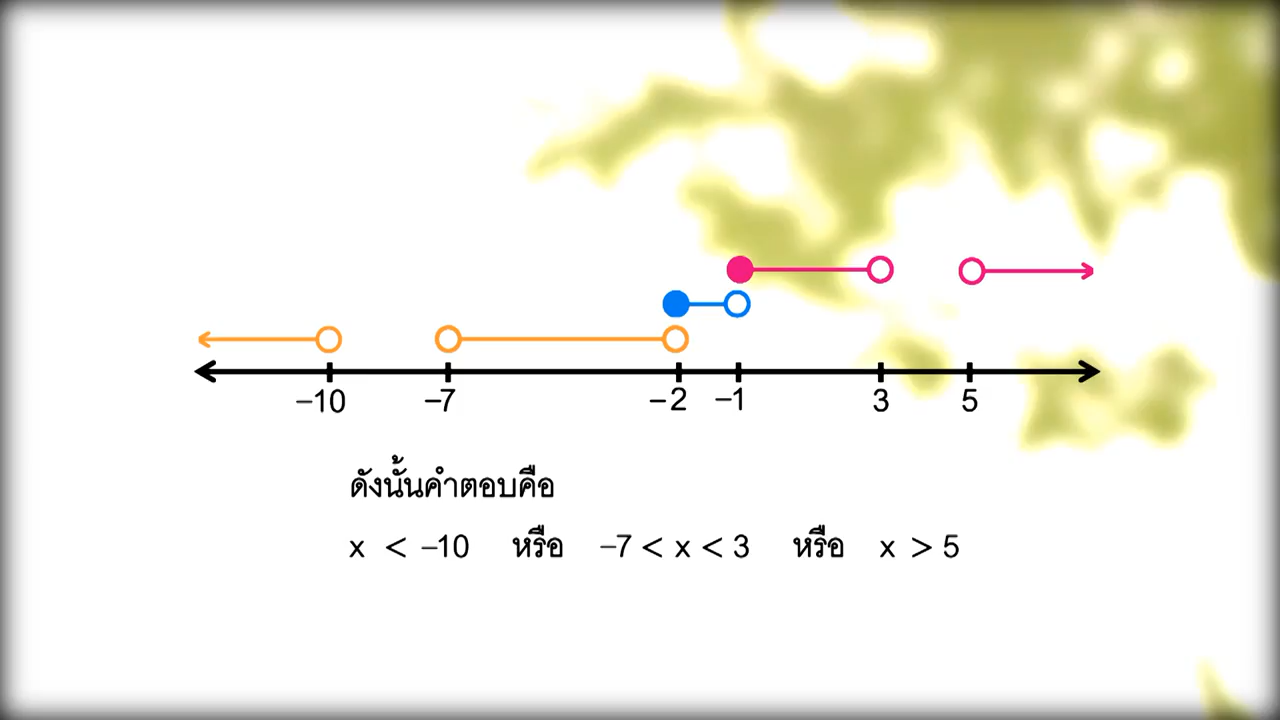 –10 –7 –2 –1 3 5
ดังนั้นคำตอบคือ
x < –10 หรือ –7 < x < 3 หรือ x > 5